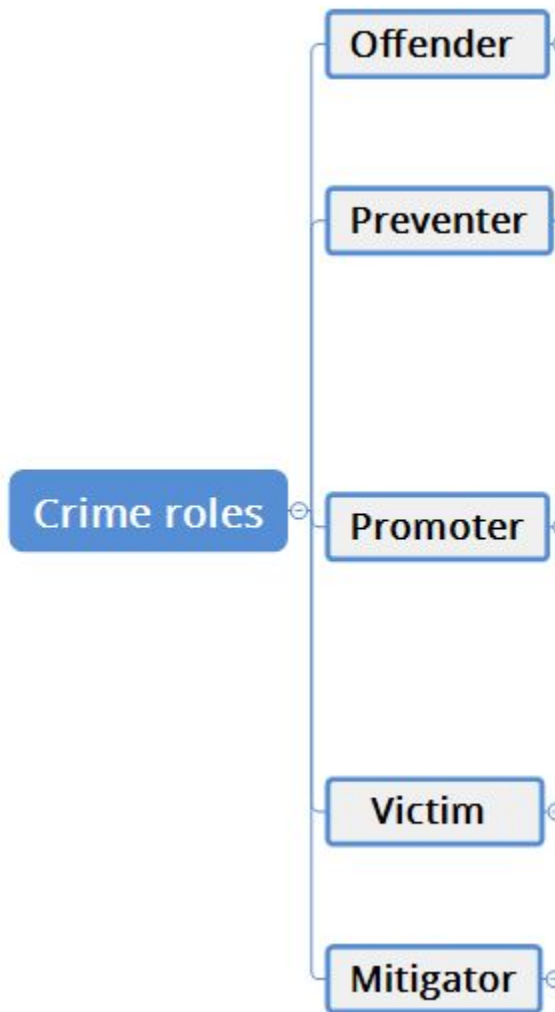 Crime roles
Offender
Preventer
Promoter
Victim
Mitigator